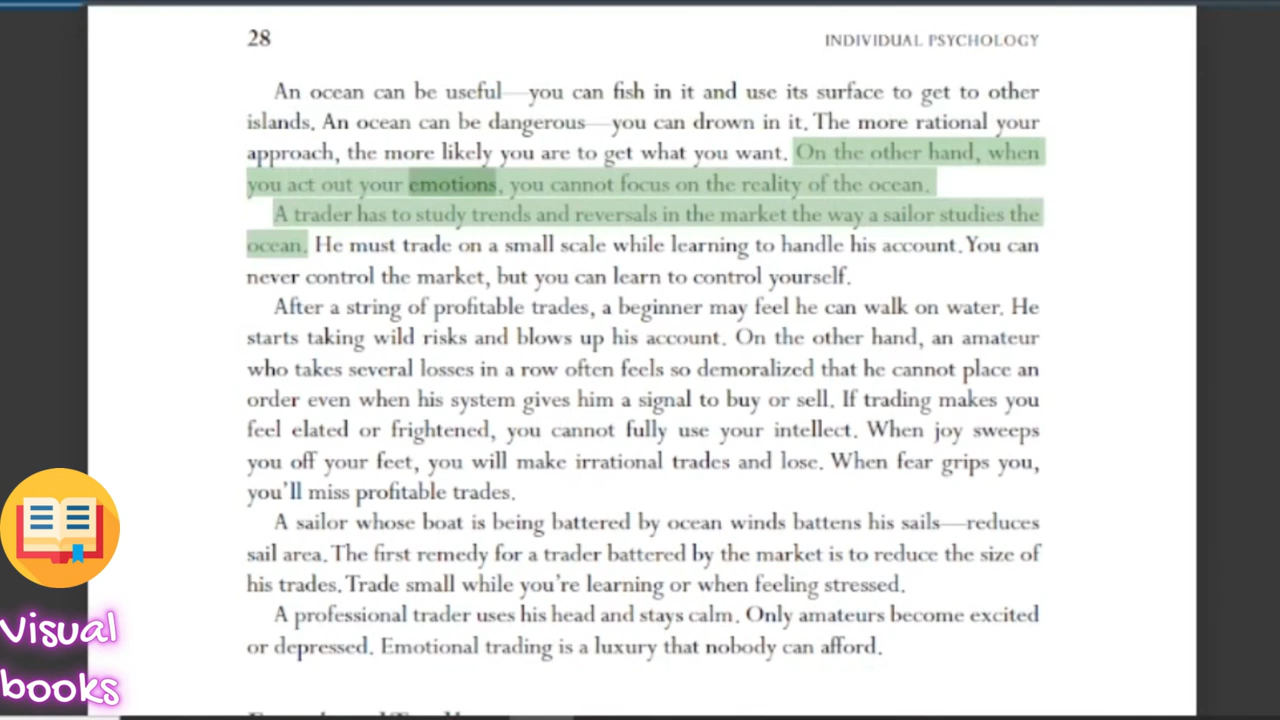 28
INDIVIDUAL PSYCHOLOGY
An ocean can be useful—you can fish in it and use its surface to get to other
islands. An ocean can be dangerous—you can drown in it. The more rational your
approach, the more likely you are to get what you want. On the other hand, when
you act out your emotions, you cannot focus on the reality of the ocean.
A trader has to study trends and reversals in the market the way a sailor studies the
ocean. He must trade on a small scale while learning to handle his account. You can
never control the market, but you can learn to control yourself.
After a string of profitable trades, a beginner may feel he can walk on water. He
starts taking wild risks and blows up his account. On the other hand, an amateur
who takes several losses in a row often feels so demoralized that he cannot place an
order even when his system gives him a signal to buy or sell. If trading makes you
feel elated or frightened, you cannot fully use your intellect. When joy sweeps
you off your feet, you will make irrational trades and lose. When fear grips you,
you'll miss profitable trades.
A sailor whose boat is being battered by ocean winds battens his sails—reduces
sail area. The first remedy for a trader battered by the market is to reduce the size of
his trades. Trade small while you're learning or when feeling stressed.
A professional trader uses his head and stays calm. Only amateurs become excited
or depressed. Emotional trading is a luxury that nobody can afford.
Visual
books